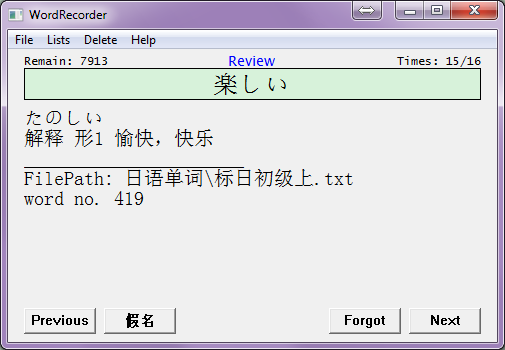 WordRecorder
File Lists Delete Help
Remain: 7913 Review Times: 15/16
楽しい
たのしい
解释 形1 愉快，快乐
FilePath: 日语单词\标日初级上.txt
word no. 419
Previous 假名 Forgot Next